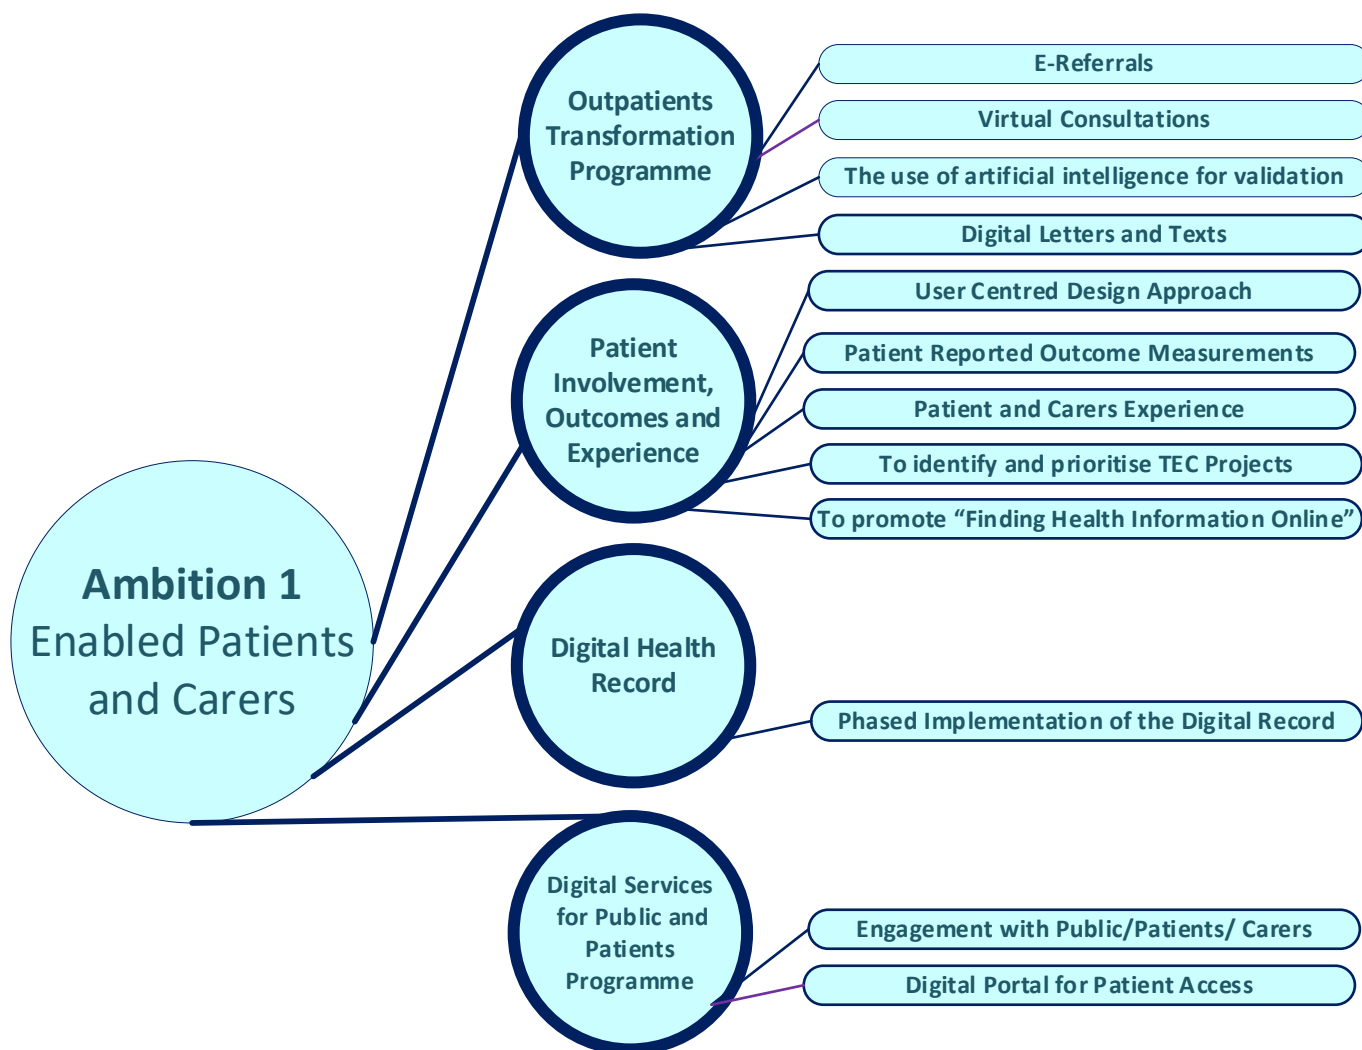 Ambition 1
Enabled Patients
and Carers
Outpatients
Transformation
Programme
E-Referrals
Virtual Consultations
The use of artificial intelligence for validation
Digital Letters and Texts
Patient
Involvement,
Outcomes and
Experience
User Centred Design Approach
Patient Reported Outcome Measurements
Patient and Carers Experience
To identify and prioritise TEC Projects
To promote “Finding Health Information Online”
Digital Health
Record
Phased Implementation of the Digital Record
Digital Services
for Public and
Patients
Programme
Engagement with Public/Patients/ Carers
Digital Portal for Patient Access